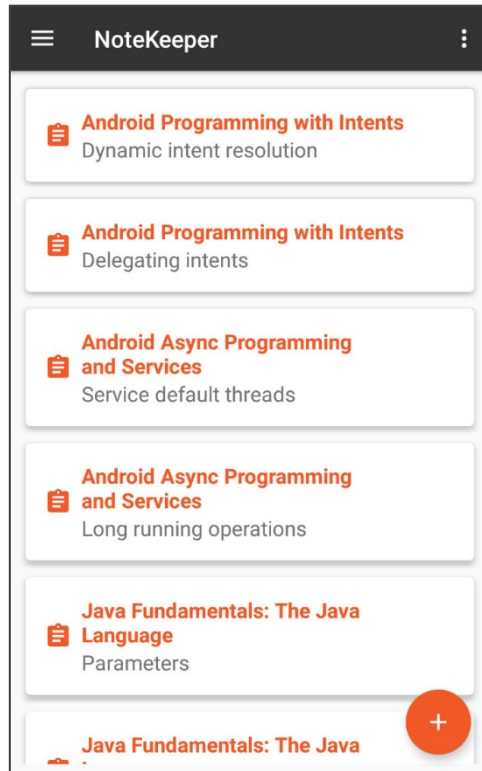 NoteKeeper
Android Programming with Intents
Dynamic intent resolution
Android Programming with Intents
Delegating intents
Android Async Programming
and Services
Service default threads
Android Async Programming
and Services
Long running operations
Java Fundamentals: The Java
Language
Parameters
Java Fundamentals: The Java